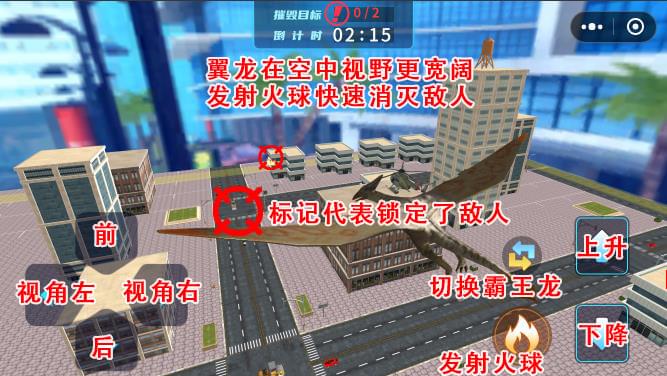 摧毁目标 ! 0/2
倒计时 02:15
翼龙在空中视野更宽阔
发射火球快速消灭敌人
标记代表锁定了敌人
前
上升
视角左 视角右
切换霸王龙
后
下降
发射火球